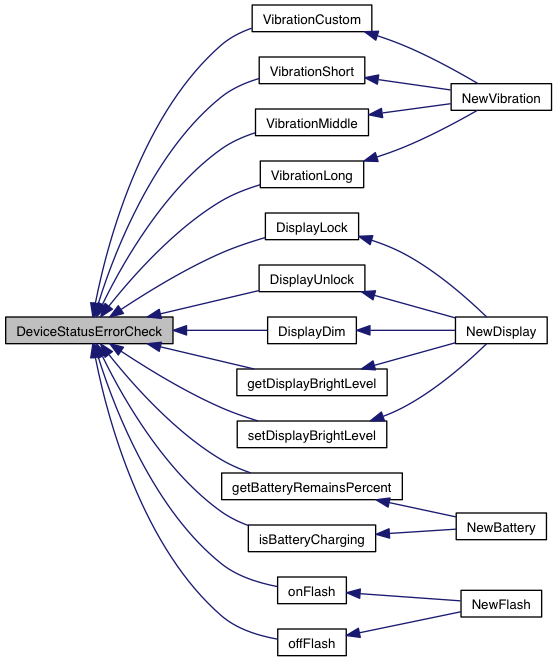 VibrationCustom
VibrationShort
NewVibration
VibrationMiddle
VibrationLong
DisplayLock
DisplayUnlock
DeviceStatusErrorCheck
DisplayDim
NewDisplay
getDisplayBrightLevel
setDisplayBrightLevel
getBatteryRemainsPercent
NewBattery
isBatteryCharging
onFlash
NewFlash
offFlash